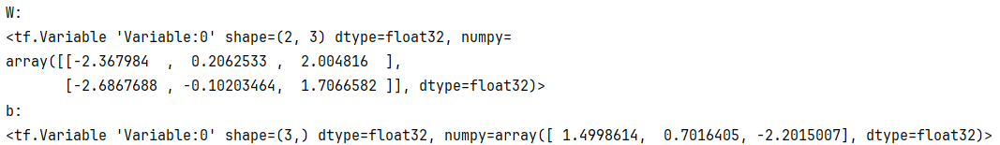 W:
<tf.Variable 'Variable:0' shape=(2, 3) dtype=float32, numpy=
array([[-2.367984  ,  0.2062533 ,  2.004816  ],
       [-2.6867688 , -0.10203464,  1.7066582 ]], dtype=float32)>
b:
<tf.Variable 'Variable:0' shape=(3,) dtype=float32, numpy=array([ 1.4998614,  0.7016405, -2.2015007], dtype=float32)>